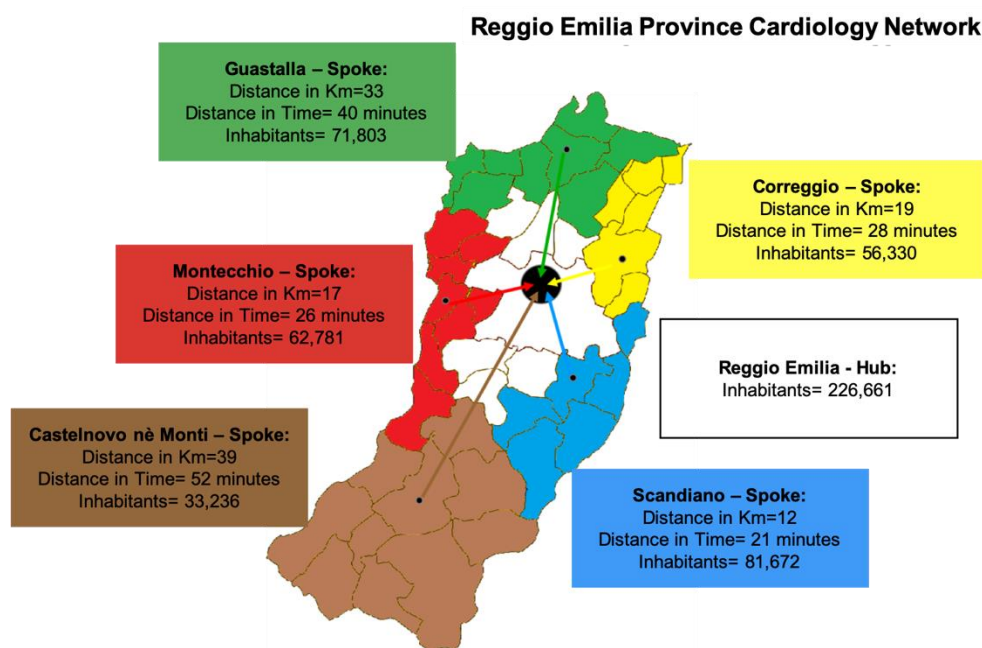 Reggio Emilia Province Cardiology Network
Guastalla – Spoke:
Distance in Km=33
Distance in Time= 40 minutes
Inhabitants= 71,803
Correggio – Spoke:
Distance in Km=19
Distance in Time= 28 minutes
Inhabitants= 56,330
Montecchio – Spoke:
Distance in Km=17
Distance in Time= 26 minutes
Inhabitants= 62,781
Reggio Emilia - Hub:
Inhabitants= 226,661
Castelnovo nè Monti – Spoke:
Distance in Km=39
Distance in Time= 52 minutes
Inhabitants= 33,236
Scandiano – Spoke:
Distance in Km=12
Distance in Time= 21 minutes
Inhabitants= 81,672